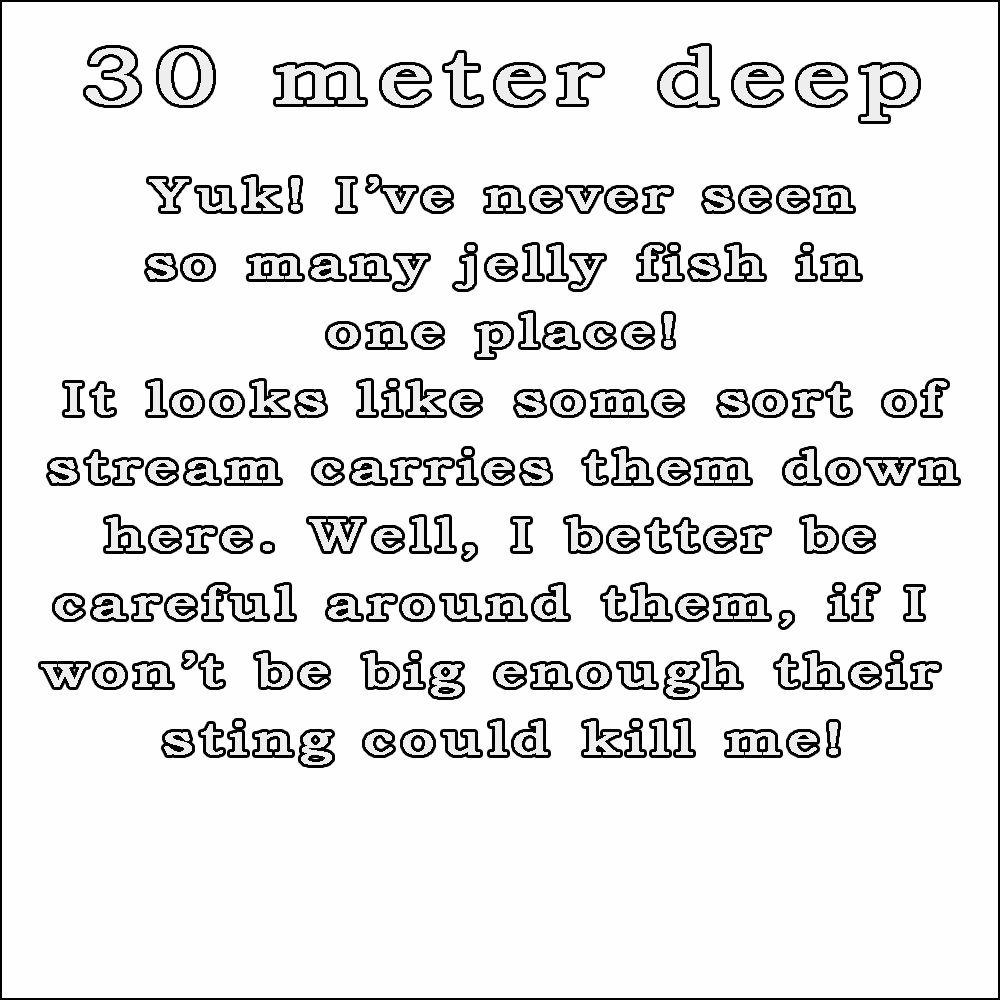 30 meter deep
Yuk! I’ve never seen
so many jelly fish in
one place!
It looks like some sort of
stream carries them down
here. Well, I better be
careful around them, if I
won’t be big enough their
sting could kill me!